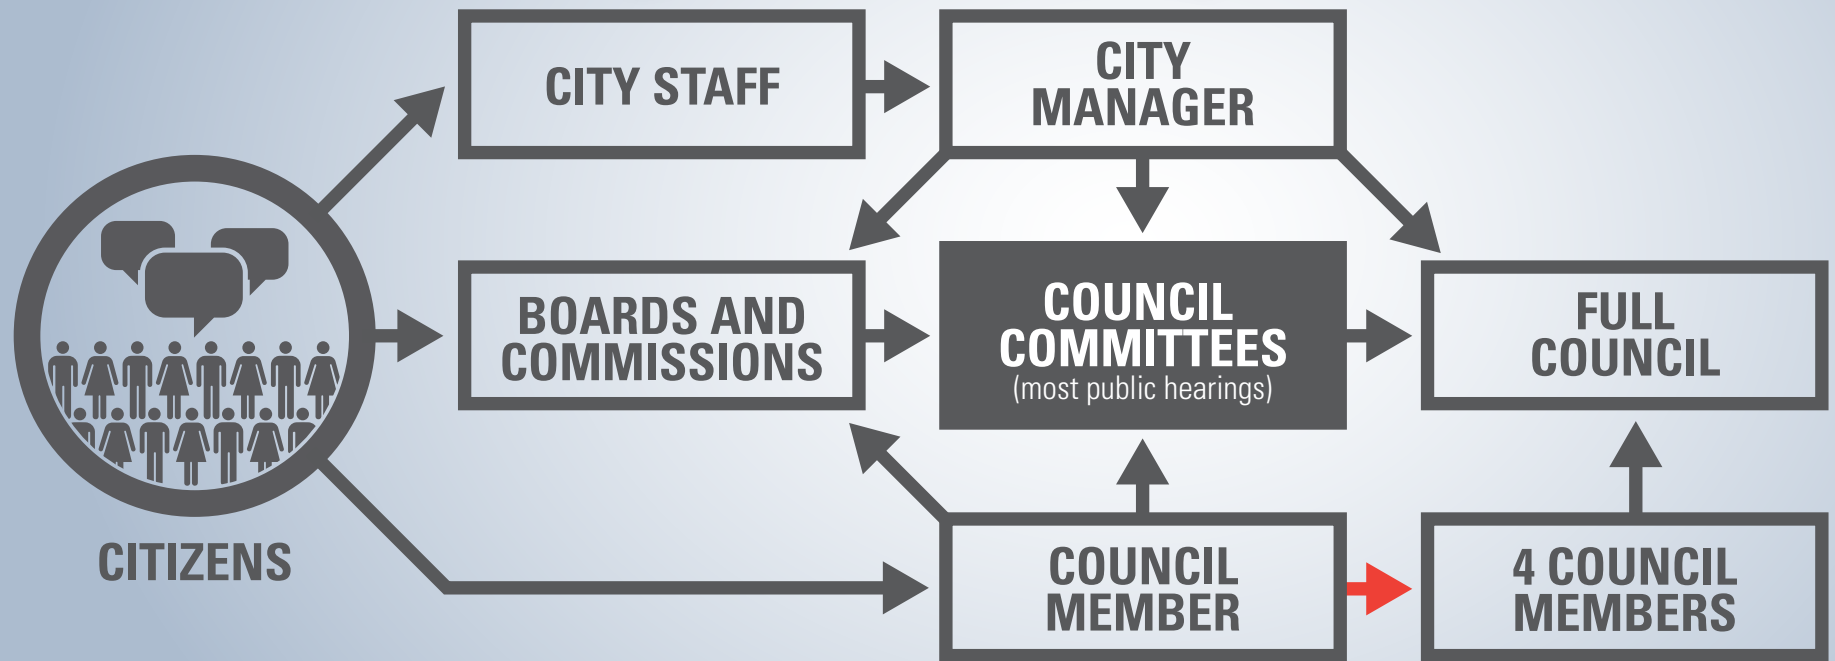 CITY STAFF
CITY
MANAGER
BOARDS AND
COMMISSIONS
COUNCIL
COMMITTEES
(most public hearings)
FULL
COUNCIL
CITIZENS
COUNCIL
MEMBER
4 COUNCIL
MEMBERS